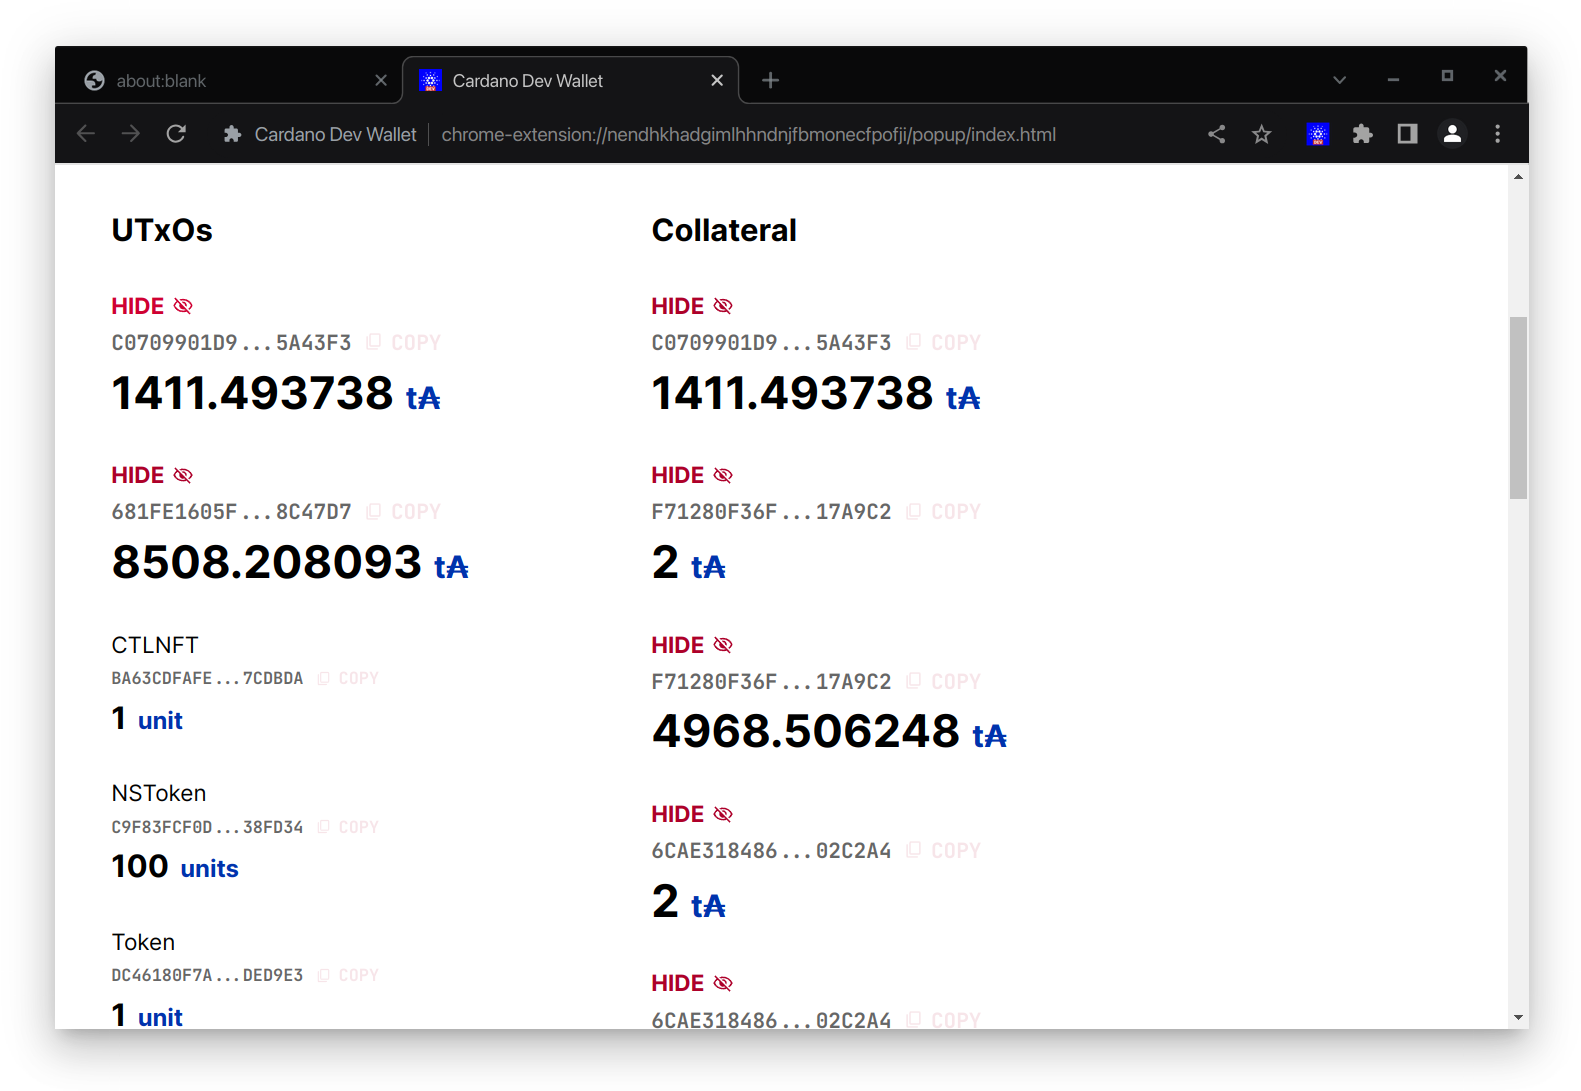 about:blank
Cardano Dev Wallet
Cardano Dev Wallet
chrome-extension://nendhkhadgimlhhndnjfbmonecfpofji/popup/index.html
UTxOs
HIDE
C0709901D9...5A43F3 COPY
1411.493738 t₳
HIDE
681FE1605F...8C47D7 COPY
8508.208093 t₳
CTLNFT
BA63CDFAFE...7CDBDA COPY
1 unit
NSToken
C9F83FCF0D...38FD34 COPY
100 units
Token
DC46180F7A...DED9E3 COPY
1 unit
Collateral
HIDE
C0709901D9...5A43F3 COPY
1411.493738 t₳
HIDE
F71280F36F...17A9C2 COPY
2 t₳
HIDE
F71280F36F...17A9C2 COPY
4968.506248 t₳
HIDE
6CAE318486...02C2A4 COPY
2 t₳
HIDE
6CAE318486...02C2A4 COPY